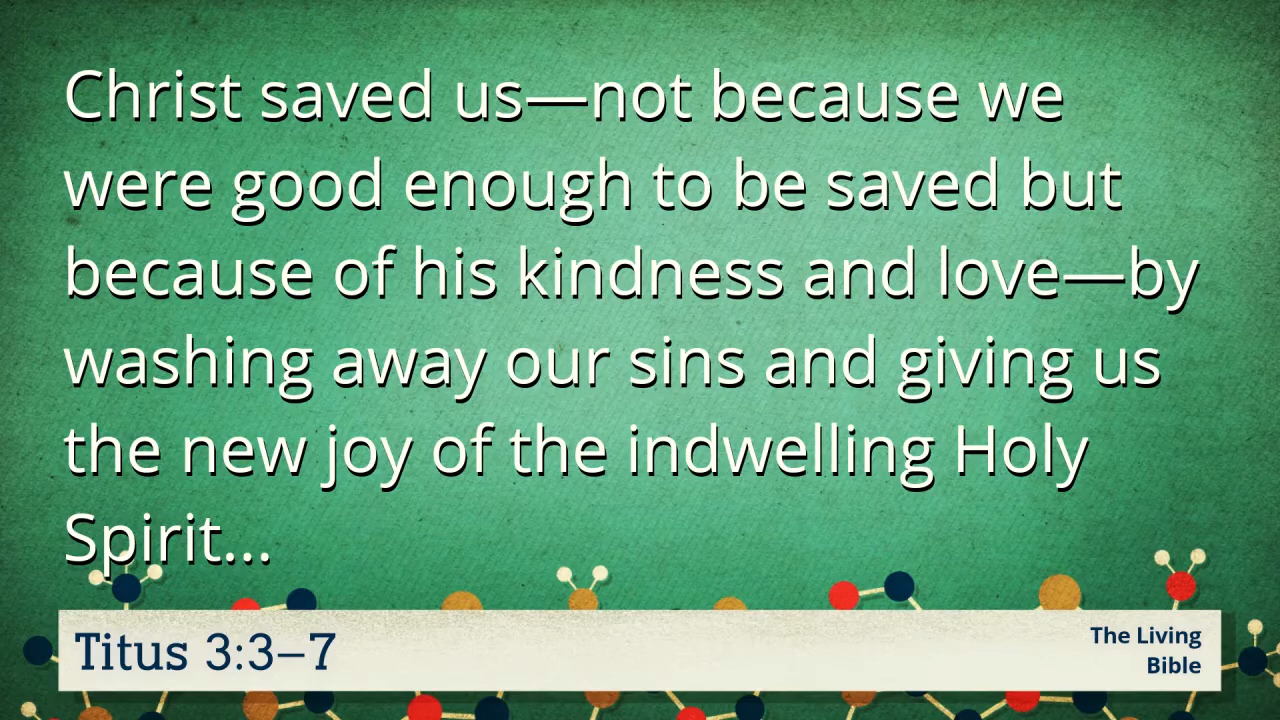 Christ saved us—not because we
were good enough to be saved but
because of his kindness and love—by
washing away our sins and giving us
the new joy of the indwelling Holy
Spirit...
Titus 3:3–7
The Living
Bible